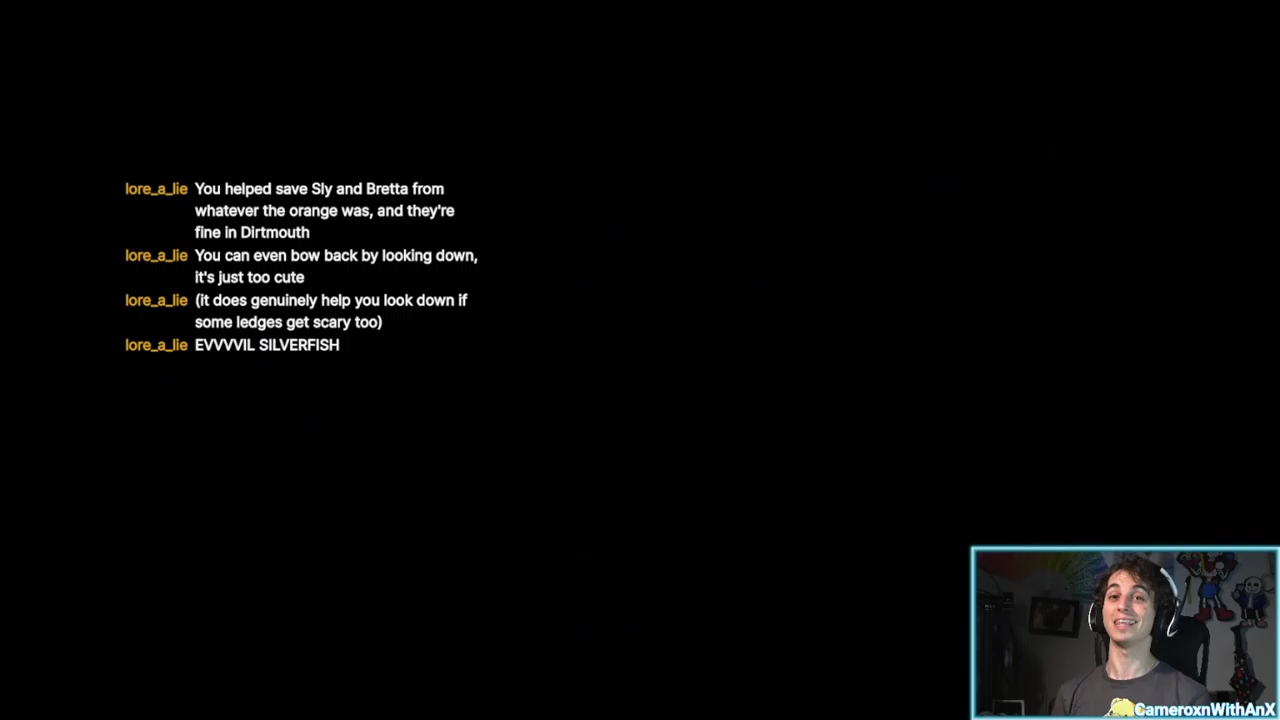 lore_a_lie You helped save Sly and Bretta from
whatever the orange was, and they're
fine in Dirtmouth
lore_a_lie You can even bow back by looking down,
it's just too cute
lore_a_lie (it does genuinely help you look down if
some ledges get scary too)
lore_a_lie EVVVVIL SILVERFISH
CameroxnWithAnX